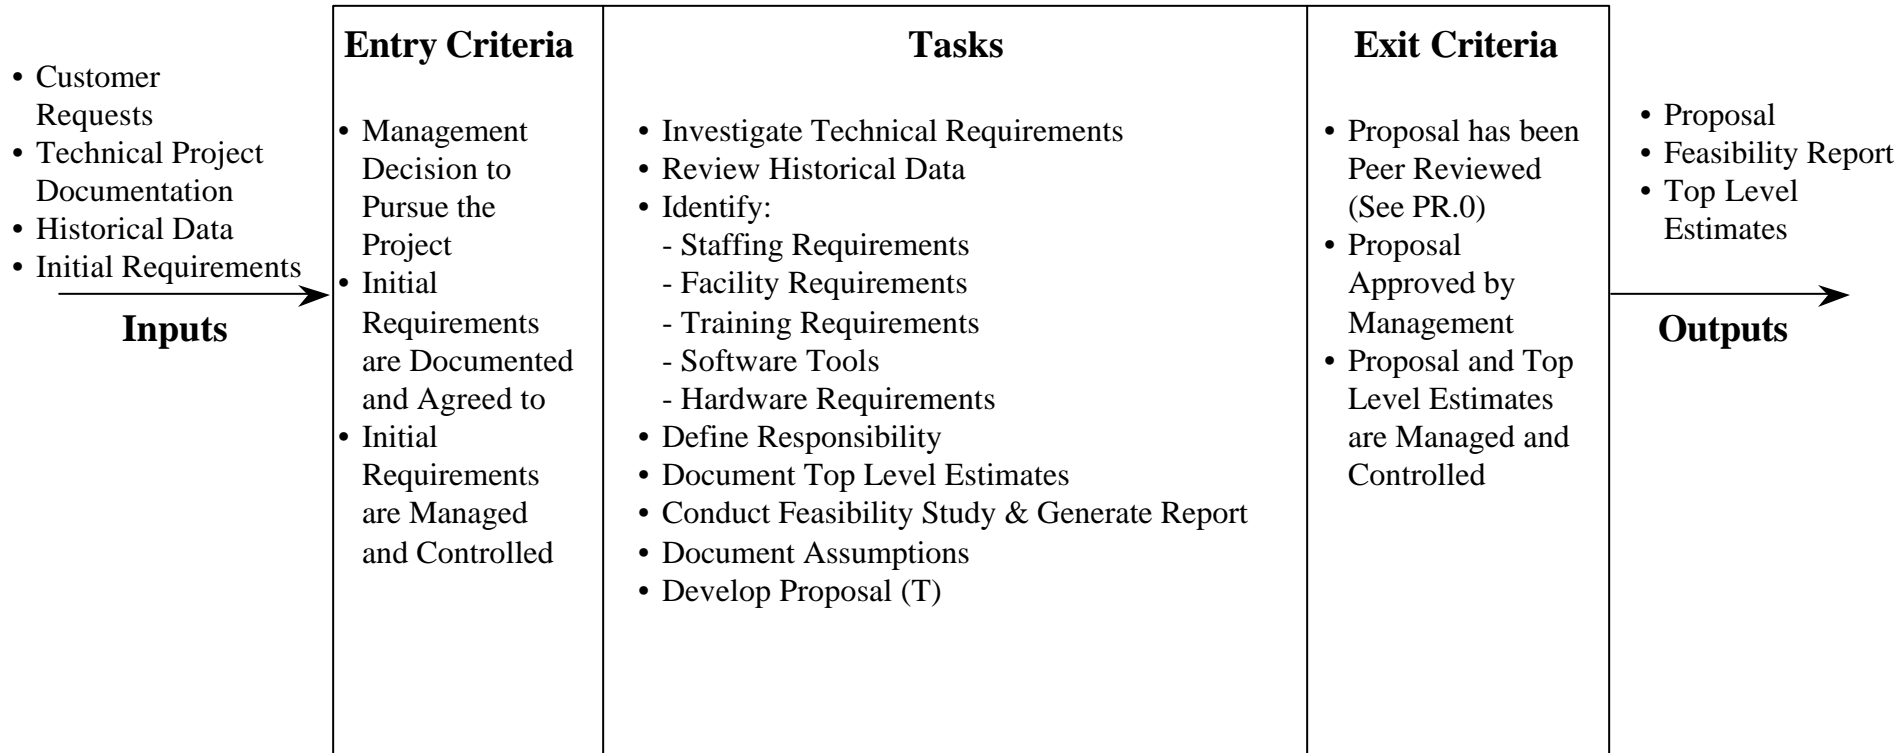 • Customer
Requests
• Technical Project
Documentation
• Historical Data
• Initial Requirements
Inputs
Entry Criteria
• Management
Decision to
Pursue the
Project
• Initial
Requirements
are Documented
and Agreed to
• Initial
Requirements
are Managed
and Controlled
Tasks
• Investigate Technical Requirements
• Review Historical Data
• Identify:
- Staffing Requirements
- Facility Requirements
- Training Requirements
- Software Tools
- Hardware Requirements
• Define Responsibility
• Document Top Level Estimates
• Conduct Feasibility Study & Generate Report
• Document Assumptions
• Develop Proposal (T)
Exit Criteria
• Proposal has been
Peer Reviewed
(See PR.0)
• Proposal
Approved by
Management
• Proposal and Top
Level Estimates
are Managed and
Controlled
• Proposal
• Feasibility Report
• Top Level
Estimates
Outputs